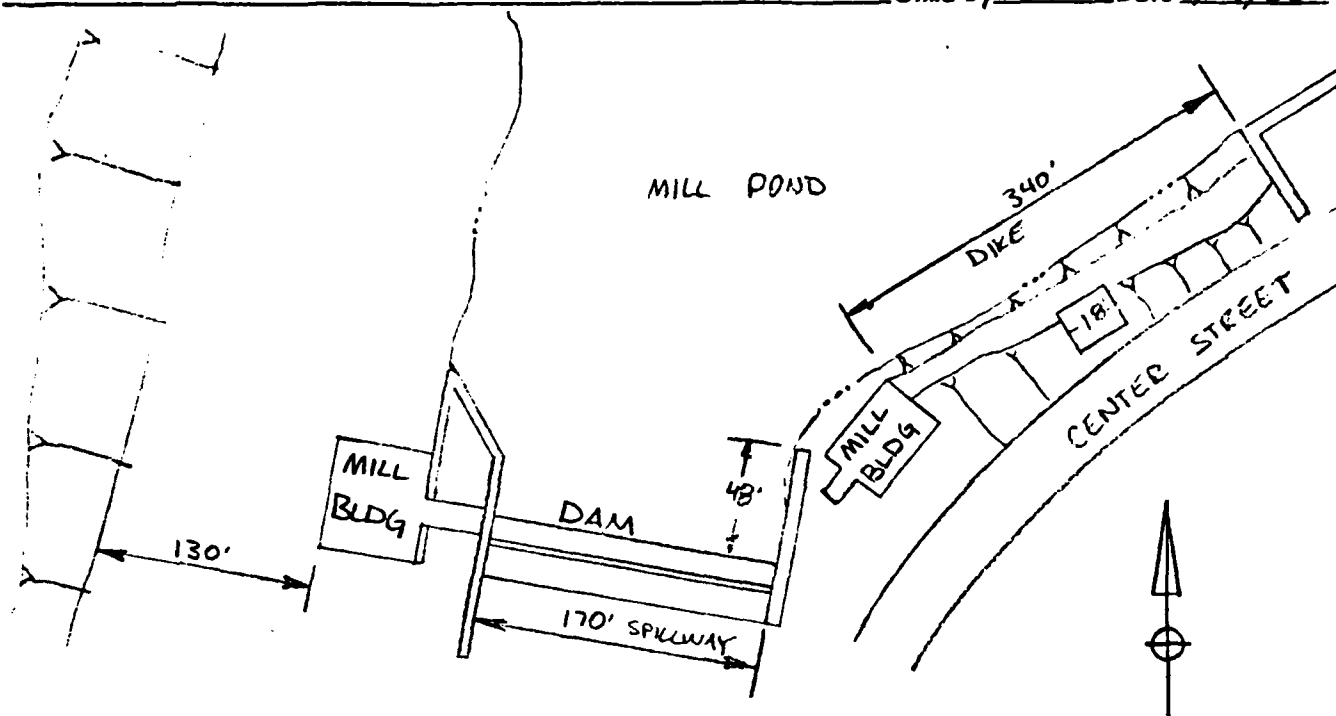 MILL POND
340'
DIKE
18'
CENTER STREET
MILL
BLDG
MILL
BLDG
48'
DAM
130'
170' SPILLWAY